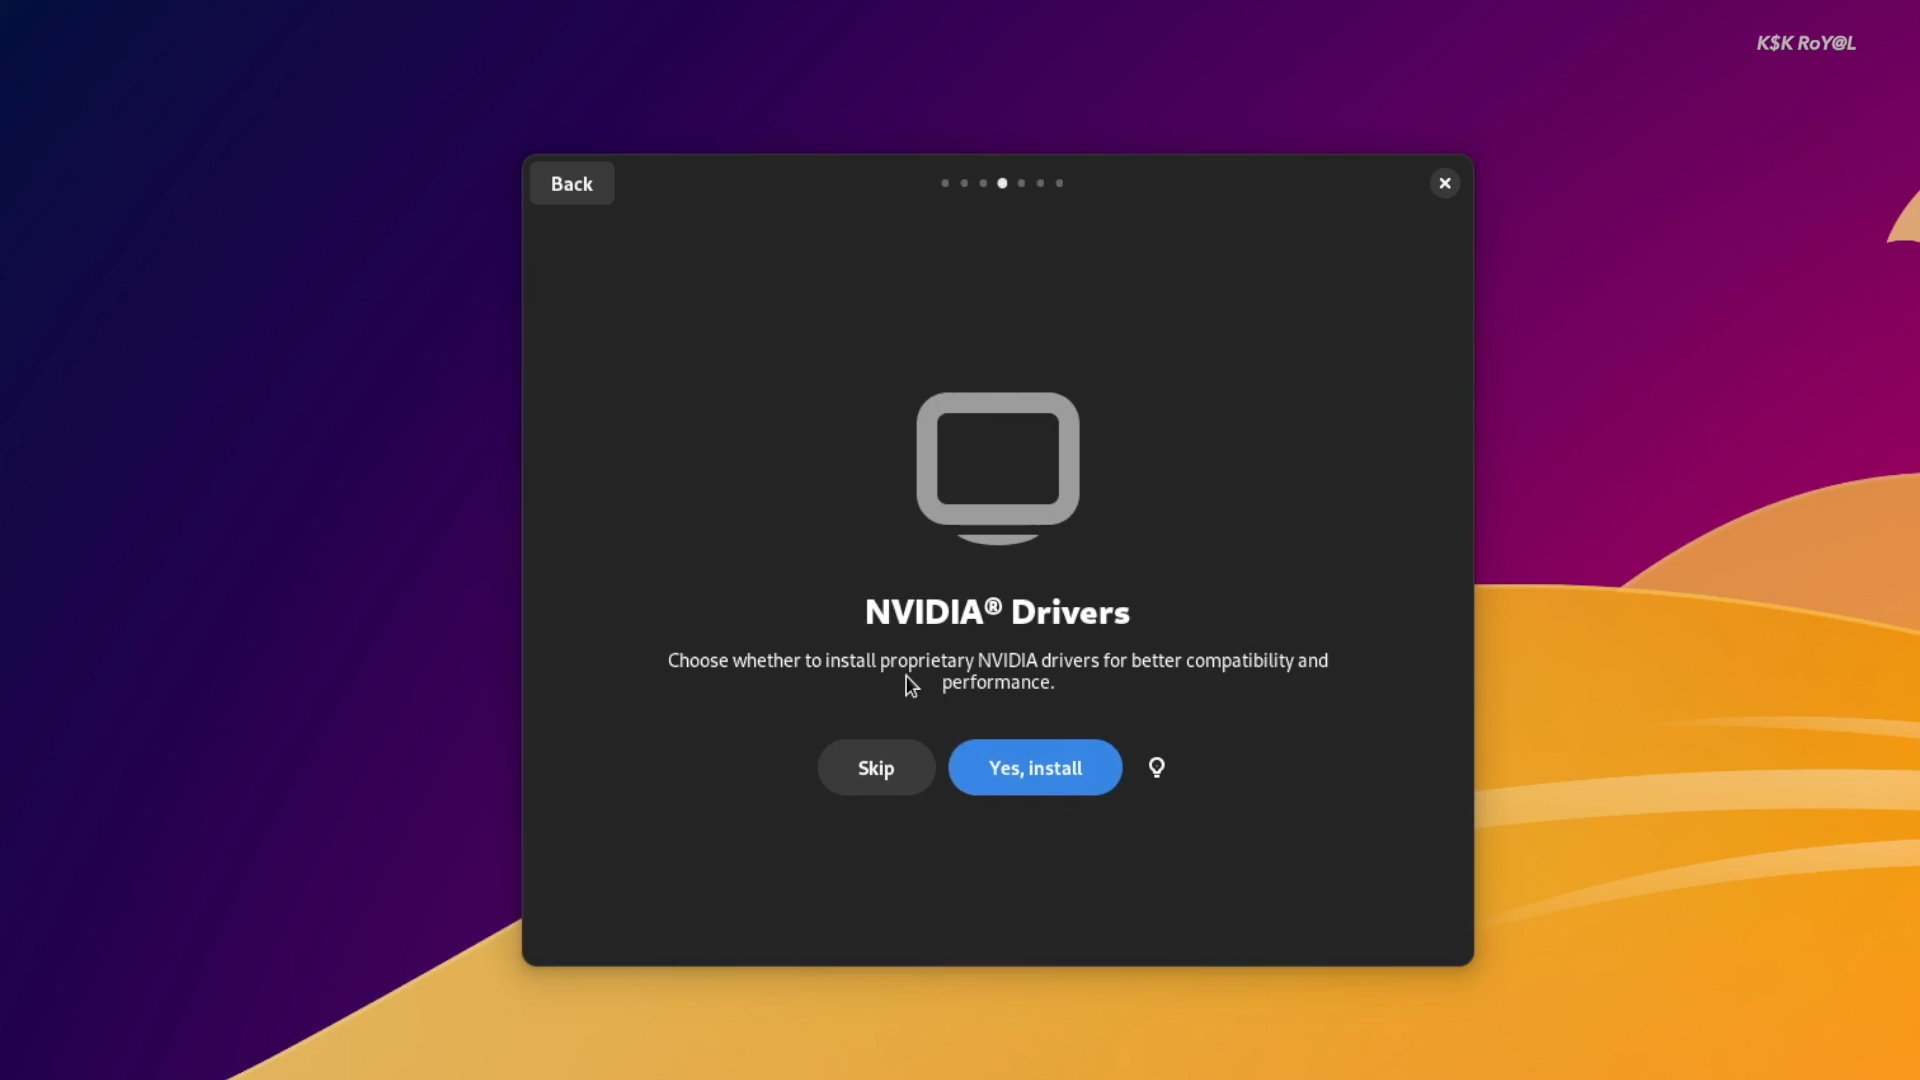 K$K RoY@L
Back
NVIDIA® Drivers
Choose whether to install proprietary NVIDIA drivers for better compatibility and
performance.
Skip
Yes, install